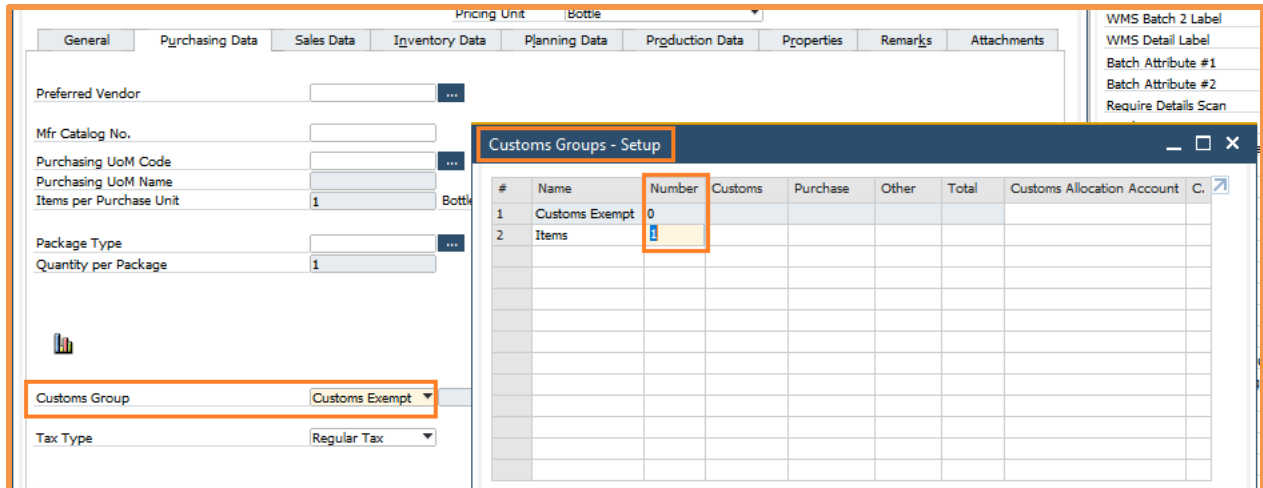 Pricing Unit Bottle
General Purchasing Data Sales Data Inventory Data Planning Data Production Data Properties Remarks Attachments
Preferred Vendor ...
Mfr Catalog No.
Purchasing UoM Code ...
Purchasing UoM Name
Items per Purchase Unit 1
Package Type ...
Quantity per Package 1
Customs Group Customs Exempt
Tax Type Regular Tax
Customs Groups - Setup
# Name Number Customs Purchase Other Total Customs Allocation Account C.
1 Customs Exempt 0
2 Items 1
WMS Batch 2 Label
WMS Detail Label
Batch Attribute #1
Batch Attribute #2
Require Details Scan